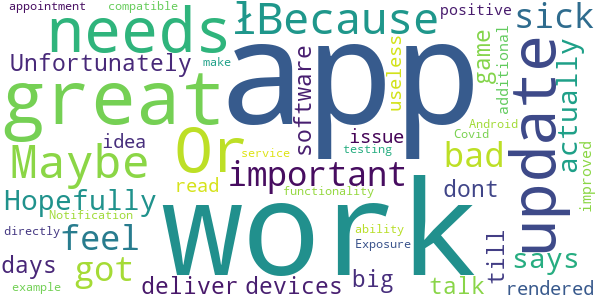 appointment compatible
needs łBecause positive sick
Unfortunately app useless game additional update actually
great Or software Android
Maybe idea make issue Covid bad improved
service testing
read important functionality dont
Hopefully work
Notification ability till
directly feel Exposure says
days got big talk
example deliver devices rendered